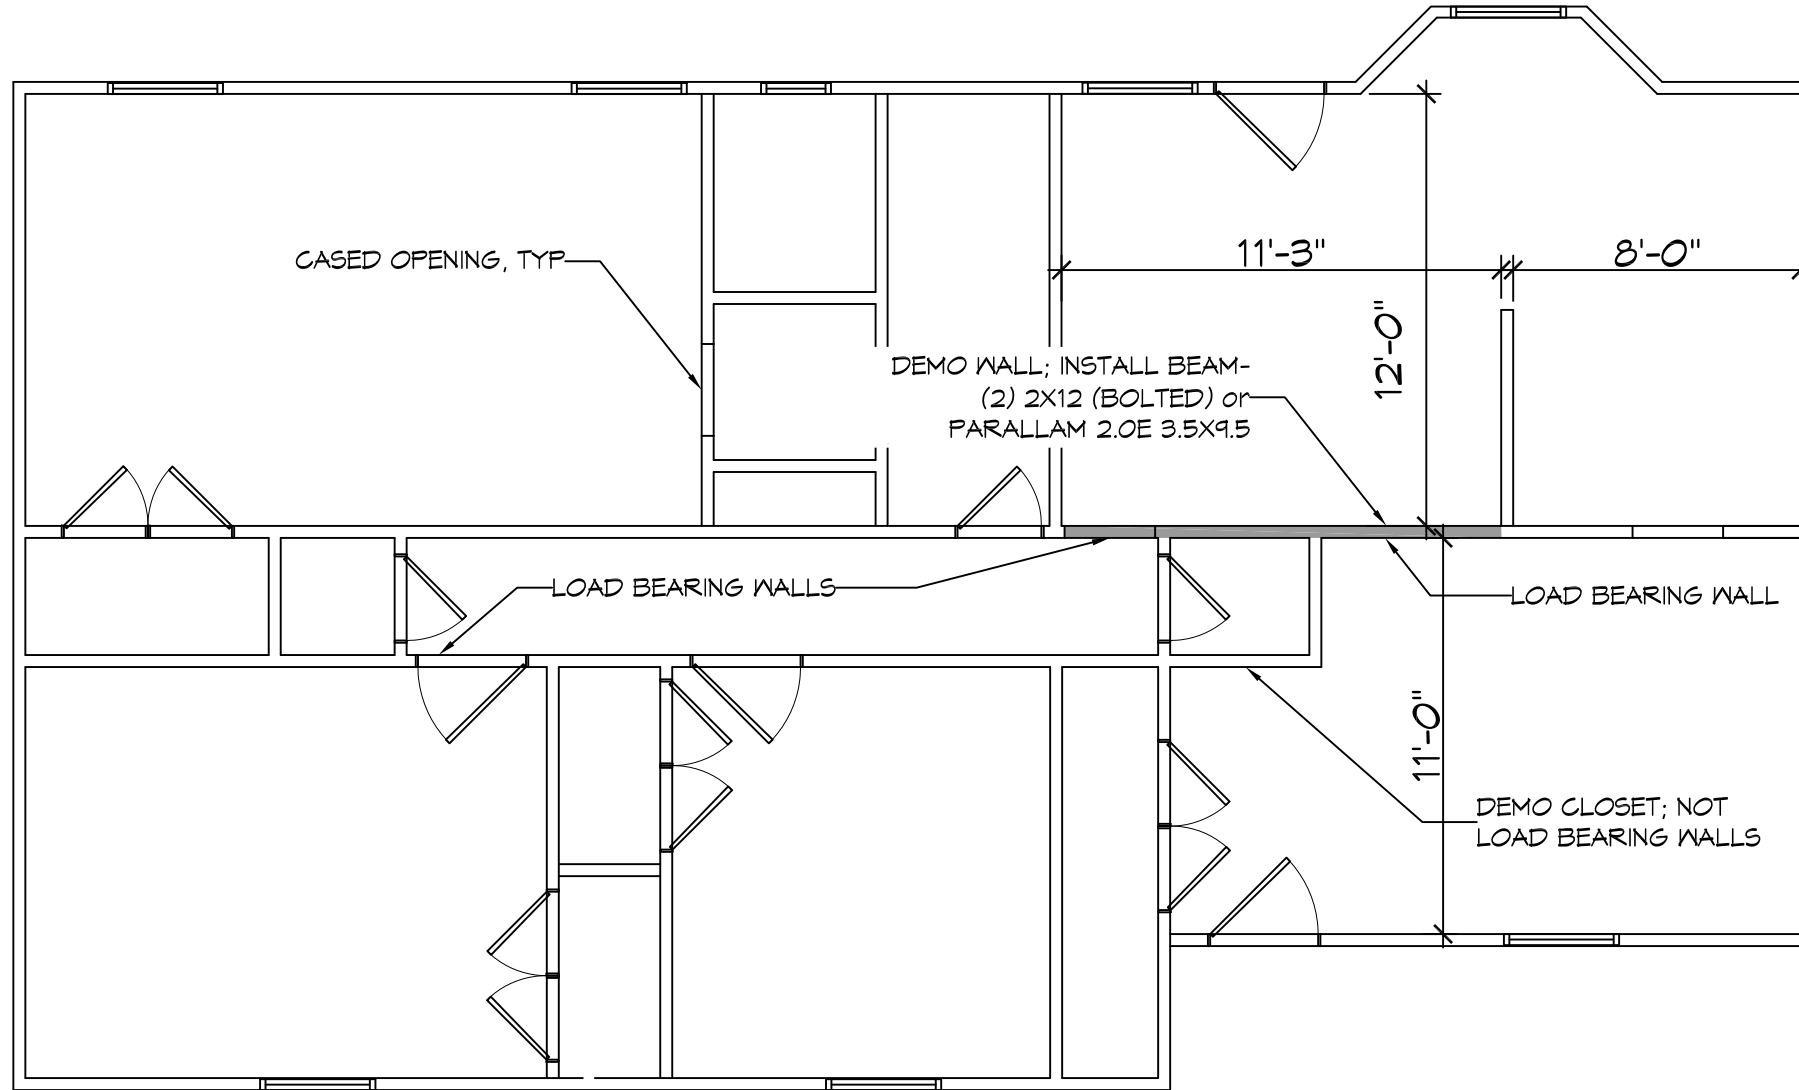 CASED OPENING, TYP
11'-3"
8'-0"
12'-0"
DEMO WALL; INSTALL BEAM-
(2) 2X12 (BOLTED) or
PARALLAM 2.0E 3.5X9.5
LOAD BEARING WALLS
LOAD BEARING WALL
11'-0"
DEMO CLOSET; NOT
LOAD BEARING WALLS